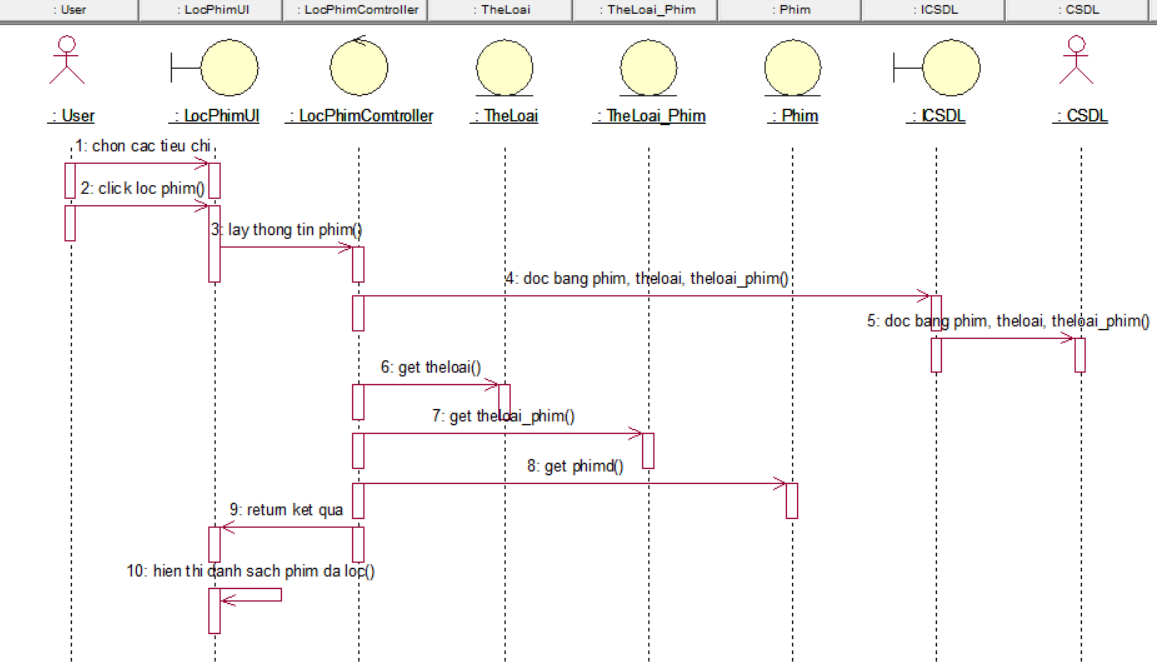 : User : LocPhimUI : LocPhimComtroller : TheLoai : TheLoai_Phim : Phim : ICSDL : CSDL
: User : LocPhimUI : LocPhimComtroller : TheLoai : TheLoai_Phim : Phim : ICSDL : CSDL
1: chon cac tieu chi
2: click loc phim()
3: lay thong tin phim()
4: doc bang phim, theloai, theloai_phim()
5: doc bang phim, theloai, theloai_phim()
6: get theloai()
7: get theloai_phim()
8: get phimd()
9: return ket qua
10: hien thi danh sach phim da loc()